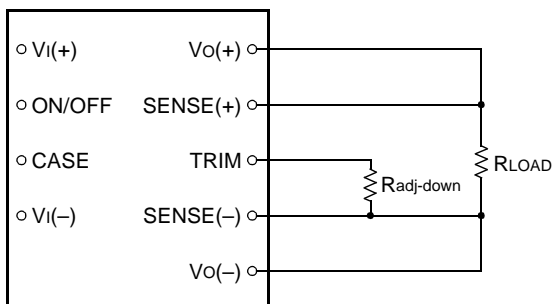 VI(+) VO(+)
ON/OFF SENSE(+)
CASE TRIM
RLOAD
Radj-down
VI(–) SENSE(–)
VO(–)